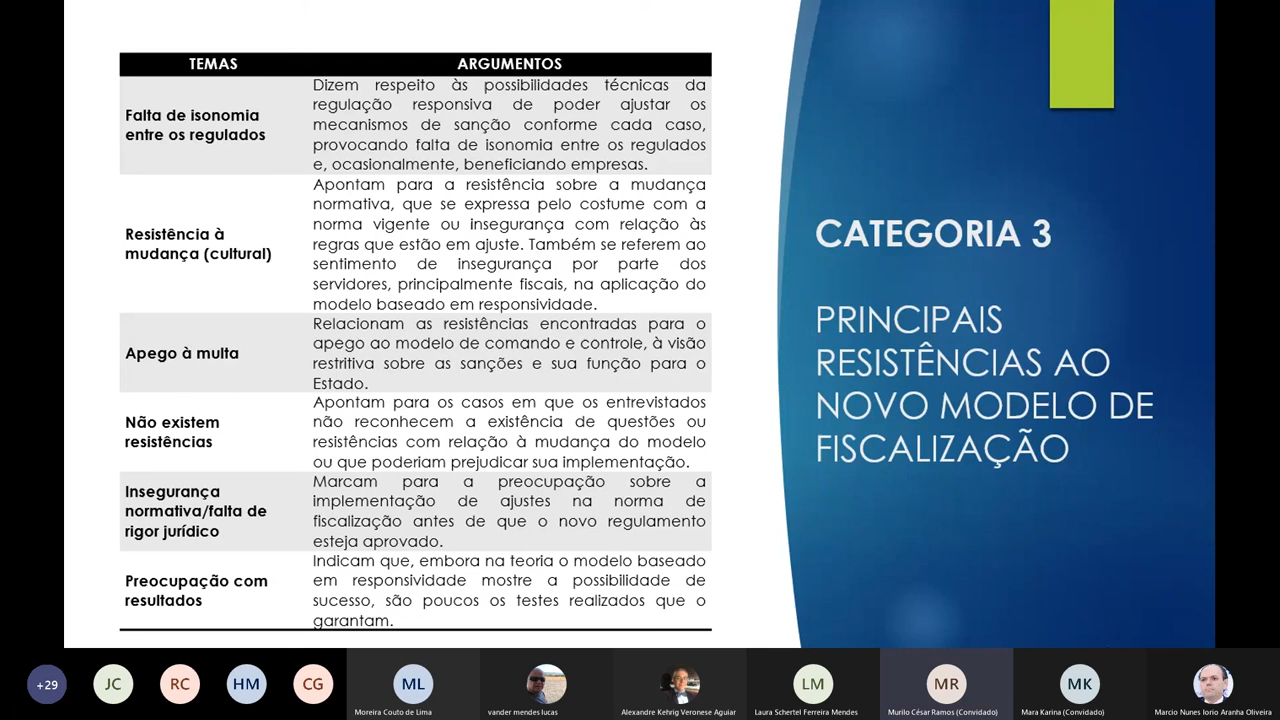 TEMAS ARGUMENTOS
Falta de isonomia
entre os regulados
Dizem respeito às possibilidades técnicas da
regulação responsiva de poder ajustar os
mecanismos de sanção conforme cada caso,
provocando falta de isonomia entre os regulados
e, ocasionalmente, beneficiando empresas.
Resistência à
mudança (cultural)
Apontam para a resistência sobre a mudança
normativa, que se expressa pelo costume com a
norma vigente ou insegurança com relação às
regras que estão em ajuste. Também se referem ao
sentimento de insegurança por parte dos
servidores, principalmente fiscais, na aplicação do
modelo baseado em responsividade.
Apego à multa
Relacionam as resistências encontradas para o
apego ao modelo de comando e controle, à visão
restritiva sobre as sanções e sua função para o
Estado.
Não existem
resistências
Apontam para os casos em que os entrevistados
não reconhecem a existência de questões ou
resistências com relação à mudança do modelo
ou que poderiam prejudicar sua implementação.
Insegurança
normativa/falta de
rigor jurídico
Marcam para a preocupação sobre a
implementação de ajustes na norma de
fiscalização antes de que o novo regulamento
esteja aprovado.
Preocupação com
resultados
Indicam que, embora na teoria o modelo baseado
em responsividade mostre a possibilidade de
sucesso, são poucos os testes realizados que o
garantam.
CATEGORIA 3
PRINCIPAIS
RESISTÊNCIAS AO
NOVO MODELO DE
FISCALIZAÇÃO
+29 JC RC HM CG ML LM MR MK
Moreira Couto de Lima
vander mendes lucas
Alexandre Kehrig Veronese Aguiar
Laura Schertel Ferreira Mendes
Murilo César Ramos (Convidado)
Mara Karina (Convidado)
Marcio Nunes Iorio Aranha Oliveira